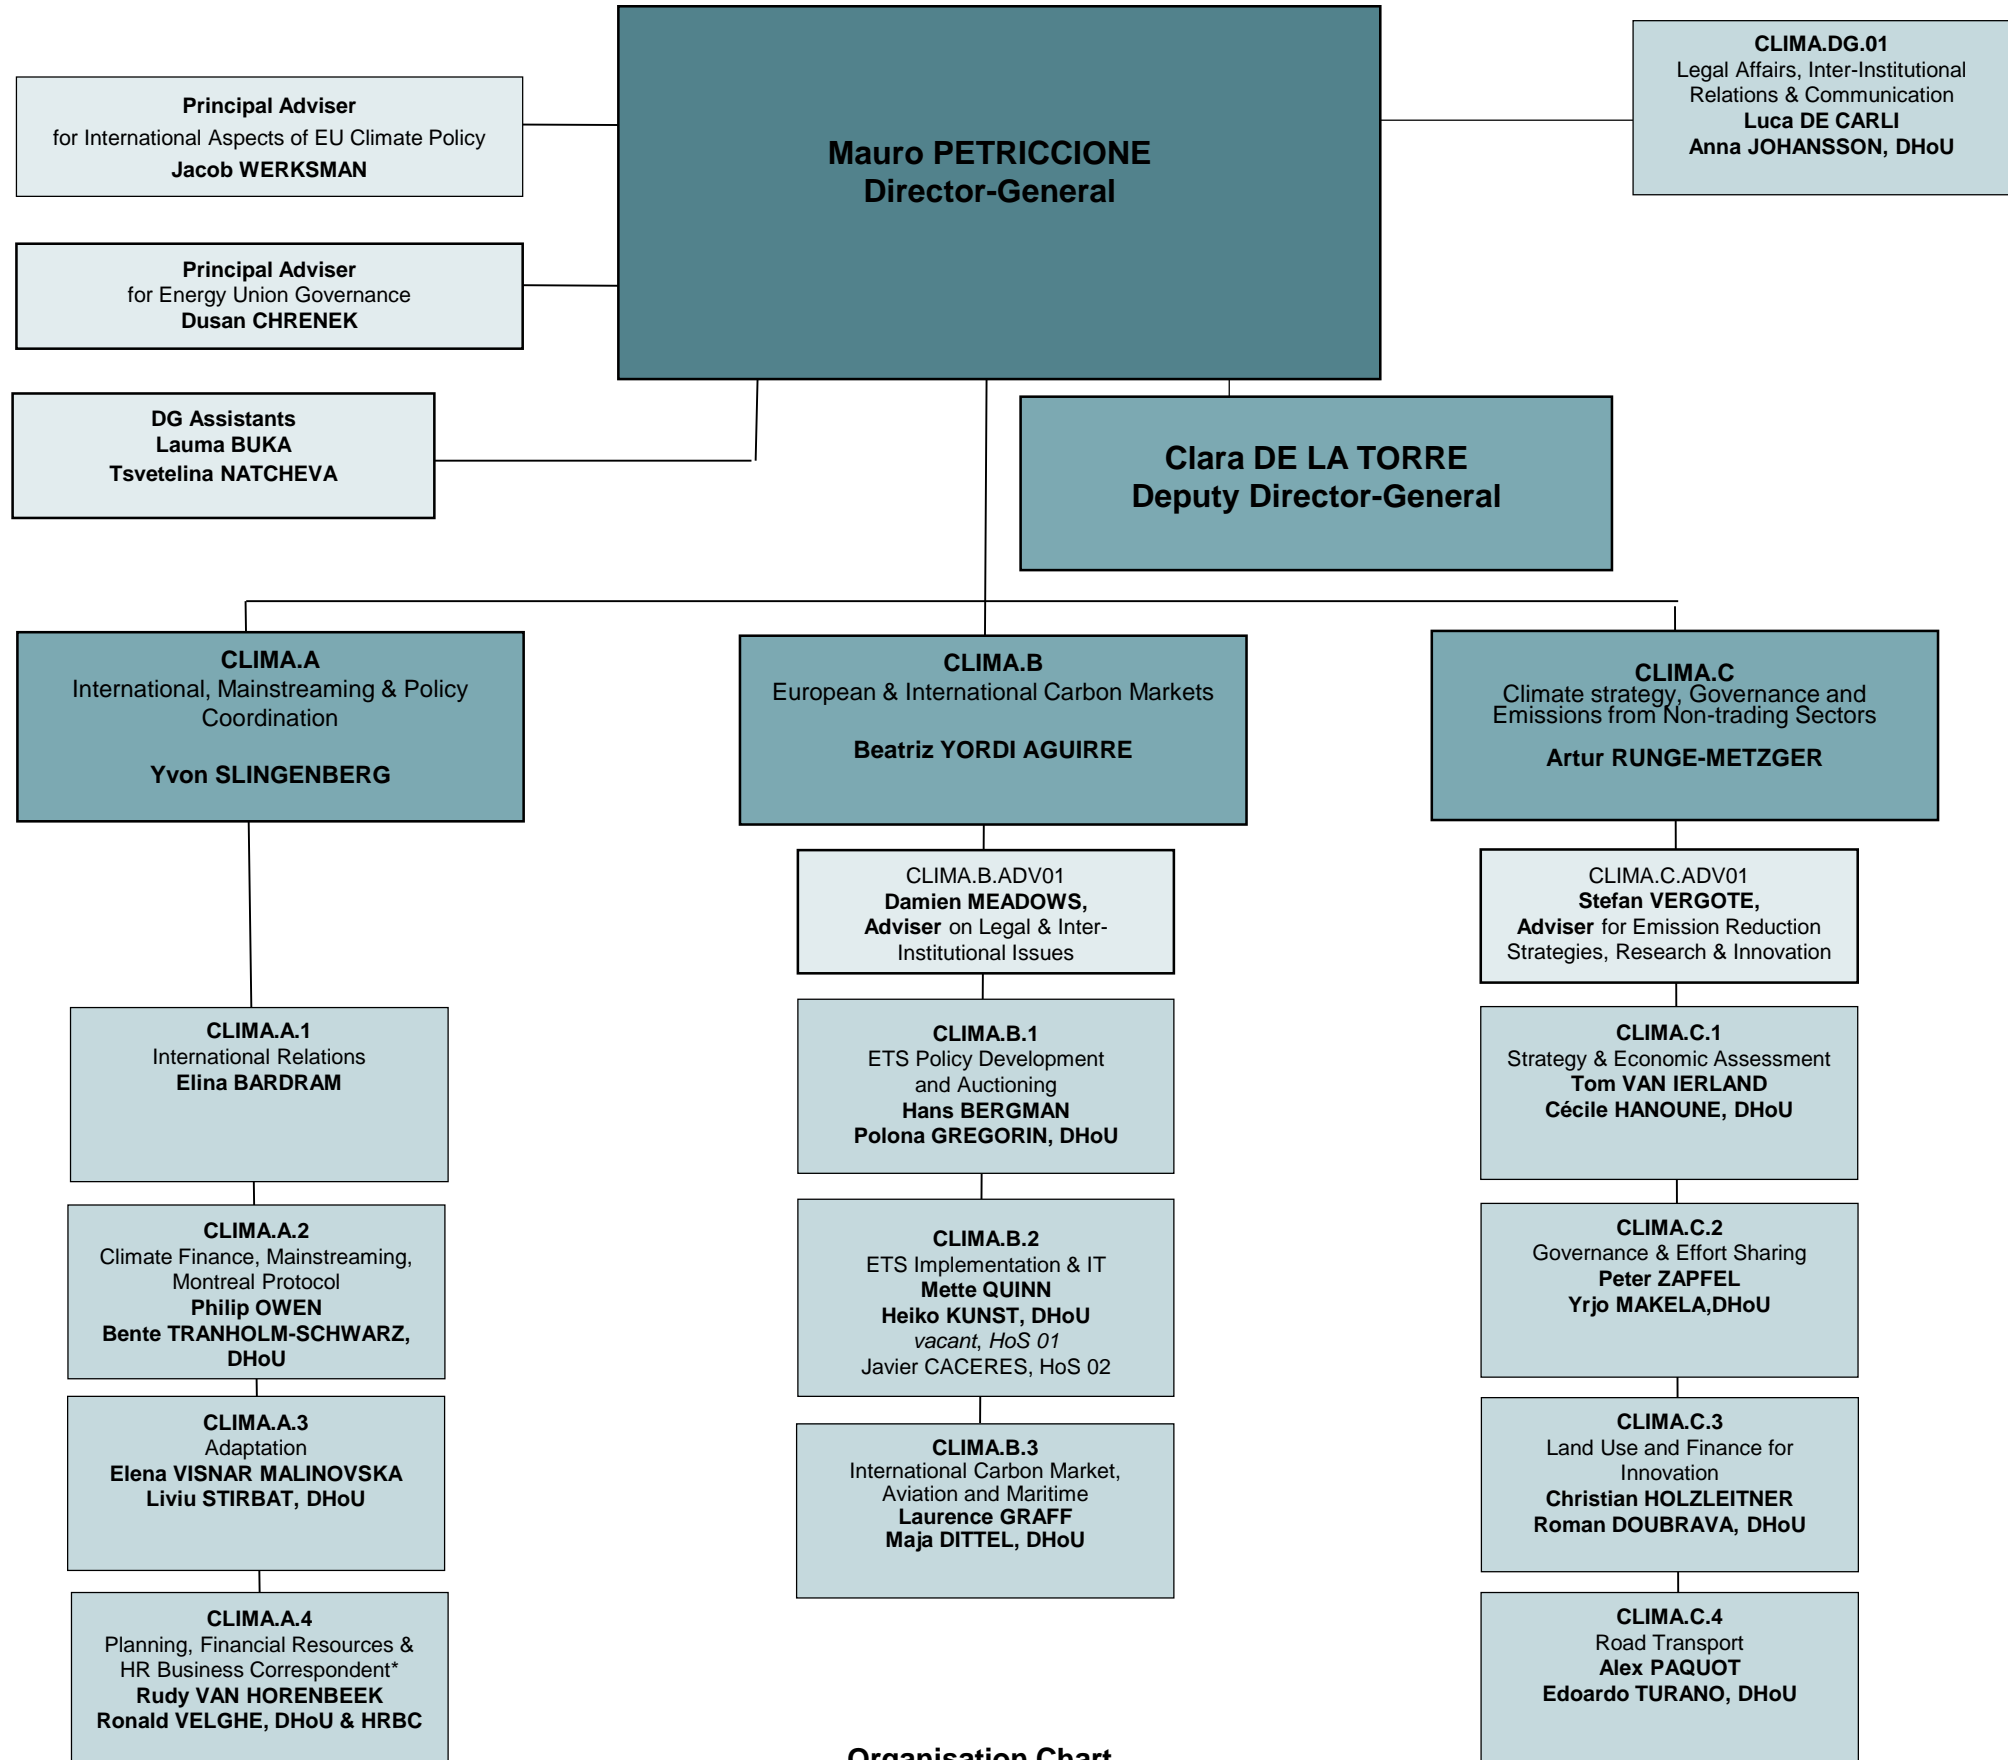 Mauro PETRICCIONE
Director-General
CLIMA.DG.01
Legal Affairs, Inter-Institutional
Relations & Communication
Luca DE CARLI
Anna JOHANSSON, DHoU
Principal Adviser
for International Aspects of EU Climate Policy
Jacob WERKSMAN
Principal Adviser
for Energy Union Governance
Dusan CHRENEK
DG Assistants
Lauma BUKA
Tsvetelina NATCHEVA
Clara DE LA TORRE
Deputy Director-General
CLIMA.A
International, Mainstreaming & Policy
Coordination
Yvon SLINGENBERG
CLIMA.B
European & International Carbon Markets
Beatriz YORDI AGUIRRE
CLIMA.C
Climate strategy, Governance and
Emissions from Non-trading Sectors
Artur RUNGE-METZGER
CLIMA.A.1
International Relations
Elina BARDRAM
CLIMA.A.2
Climate Finance, Mainstreaming,
Montreal Protocol
Philip OWEN
Bente TRANHOLM-SCHWARZ,
DHoU
CLIMA.A.3
Adaptation
Elena VISNAR MALINOVSKA
Liviu STIRBAT, DHoU
CLIMA.A.4
Planning, Financial Resources &
HR Business Correspondent*
Rudy VAN HORENBEEK
Ronald VELGHE, DHoU & HRBC
CLIMA.B.ADV01
Damien MEADOWS,
Adviser on Legal & Inter-
Institutional Issues
CLIMA.B.1
ETS Policy Development
and Auctioning
Hans BERGMAN
Polona GREGORIN, DHoU
CLIMA.B.2
ETS Implementation & IT
Mette QUINN
Heiko KUNST, DHoU
vacant, HoS 01
Javier CACERES, HoS 02
CLIMA.B.3
International Carbon Market,
Aviation and Maritime
Laurence GRAFF
Maja DITTEL, DHoU
CLIMA.C.ADV01
Stefan VERGOTE,
Adviser for Emission Reduction
Strategies, Research & Innovation
CLIMA.C.1
Strategy & Economic Assessment
Tom VAN IERLAND
Cécile HANOUNE, DHoU
CLIMA.C.2
Governance & Effort Sharing
Peter ZAPFEL
Yrjo MAKELA,DHoU
CLIMA.C.3
Land Use and Finance for
Innovation
Christian HOLZLEITNER
Roman DOUBRAVA, DHoU
CLIMA.C.4
Road Transport
Alex PAQUOT
Edoardo TURANO, DHoU
Organisation Chart